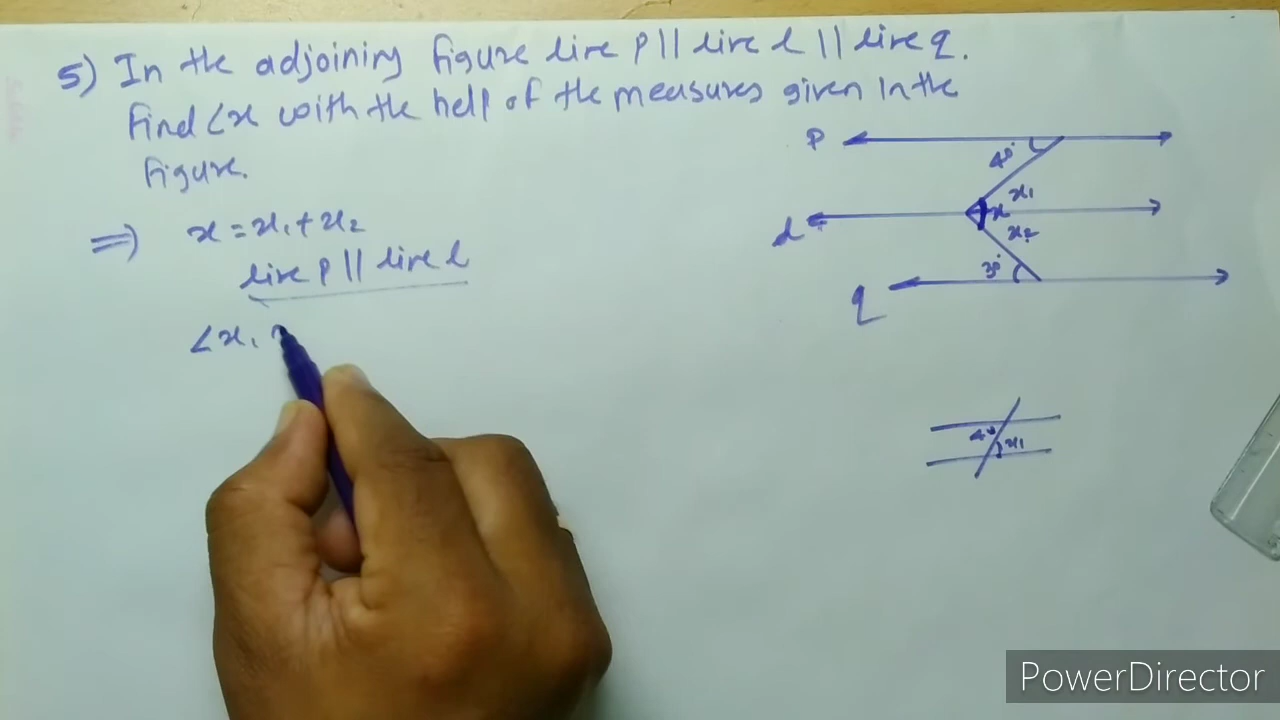 5) In the adjoining figure line p || line l || line q.
Find ∠x with the help of the measures given in the
figure.
⇒) x = x₁ + x₂
line p || line l
∠x₁
p
40°
x₁
l
x
x₂
30°
q
40
x₁
PowerDirector